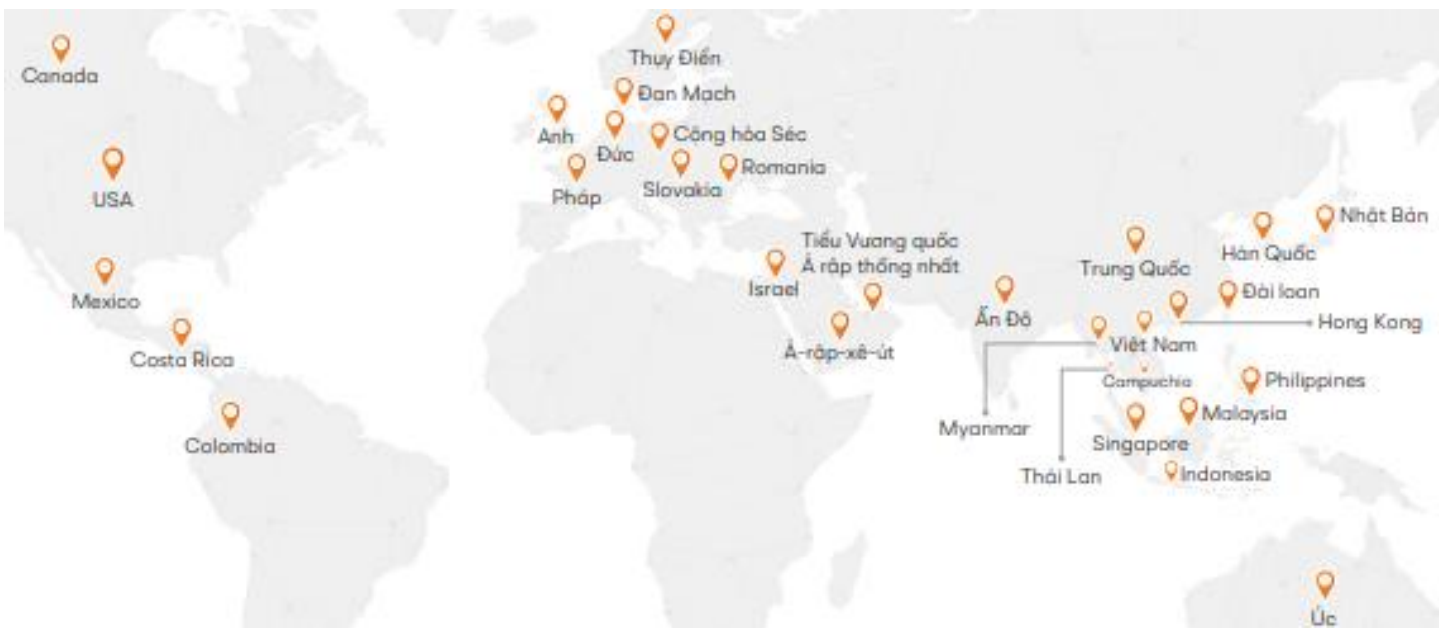 Canada
USA
Mexico
Costa Rica
Colombia
Thụy Điển
Đan Mạch
Anh
Đức
Cộng hòa Séc
Pháp
Slovakia
Romania
Israel
Tiểu Vương quốc
Ả rập thống nhất
Ả-rập-xê-út
Ấn Độ
Trung Quốc
Hàn Quốc
Nhật Bản
Đài loan
Hong Kong
Việt Nam
Campuchia
Myanmar
Thái Lan
Philippines
Malaysia
Singapore
Indonesia
Úc